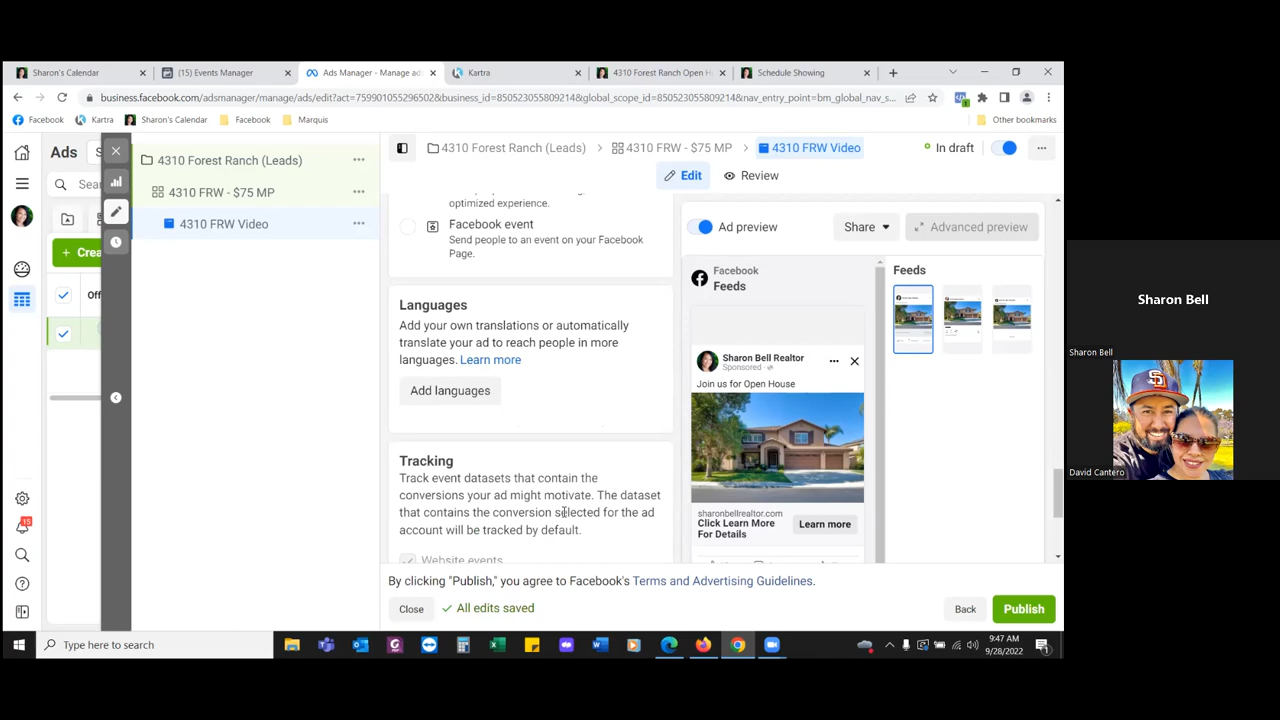 Sharon's Calendar
(15) Events Manager
Ads Manager - Manage ad
Kartra
4310 Forest Ranch Open H
Schedule Showing
business.facebook.com/adsmanager/manage/ads/edit?act=759901055296502&business_id=850523055809214&global_scope_id=850523055809214&nav_entry_point=bm_global_nav_s...
Facebook
Kartra
Sharon's Calendar
Facebook
Marquis
Other bookmarks
Ads
Sea
+ Crea
Off
4310 Forest Ranch (Leads)
4310 FRW - $75 MP
4310 FRW Video
4310 Forest Ranch (Leads)
4310 FRW - $75 MP
4310 FRW Video
In draft
Edit
Review
optimized experience.
Facebook event
Send people to an event on your Facebook
Page.
Languages
Add your own translations or automatically
translate your ad to reach people in more
languages. Learn more
Add languages
Tracking
Track event datasets that contain the
conversions your ad might motivate. The dataset
that contains the conversion selected for the ad
account will be tracked by default.
Website events
Ad preview
Share
Advanced preview
Facebook
Feeds
Feeds
Sharon Bell Realtor
Sponsored
Join us for Open House
sharonbellrealtor.com
Click Learn More
For Details
Learn more
By clicking "Publish," you agree to Facebook's Terms and Advertising Guidelines.
Close
All edits saved
Back
Publish
Type here to search
9:47 AM
9/28/2022
Sharon Bell
Sharon Bell
David Cantero